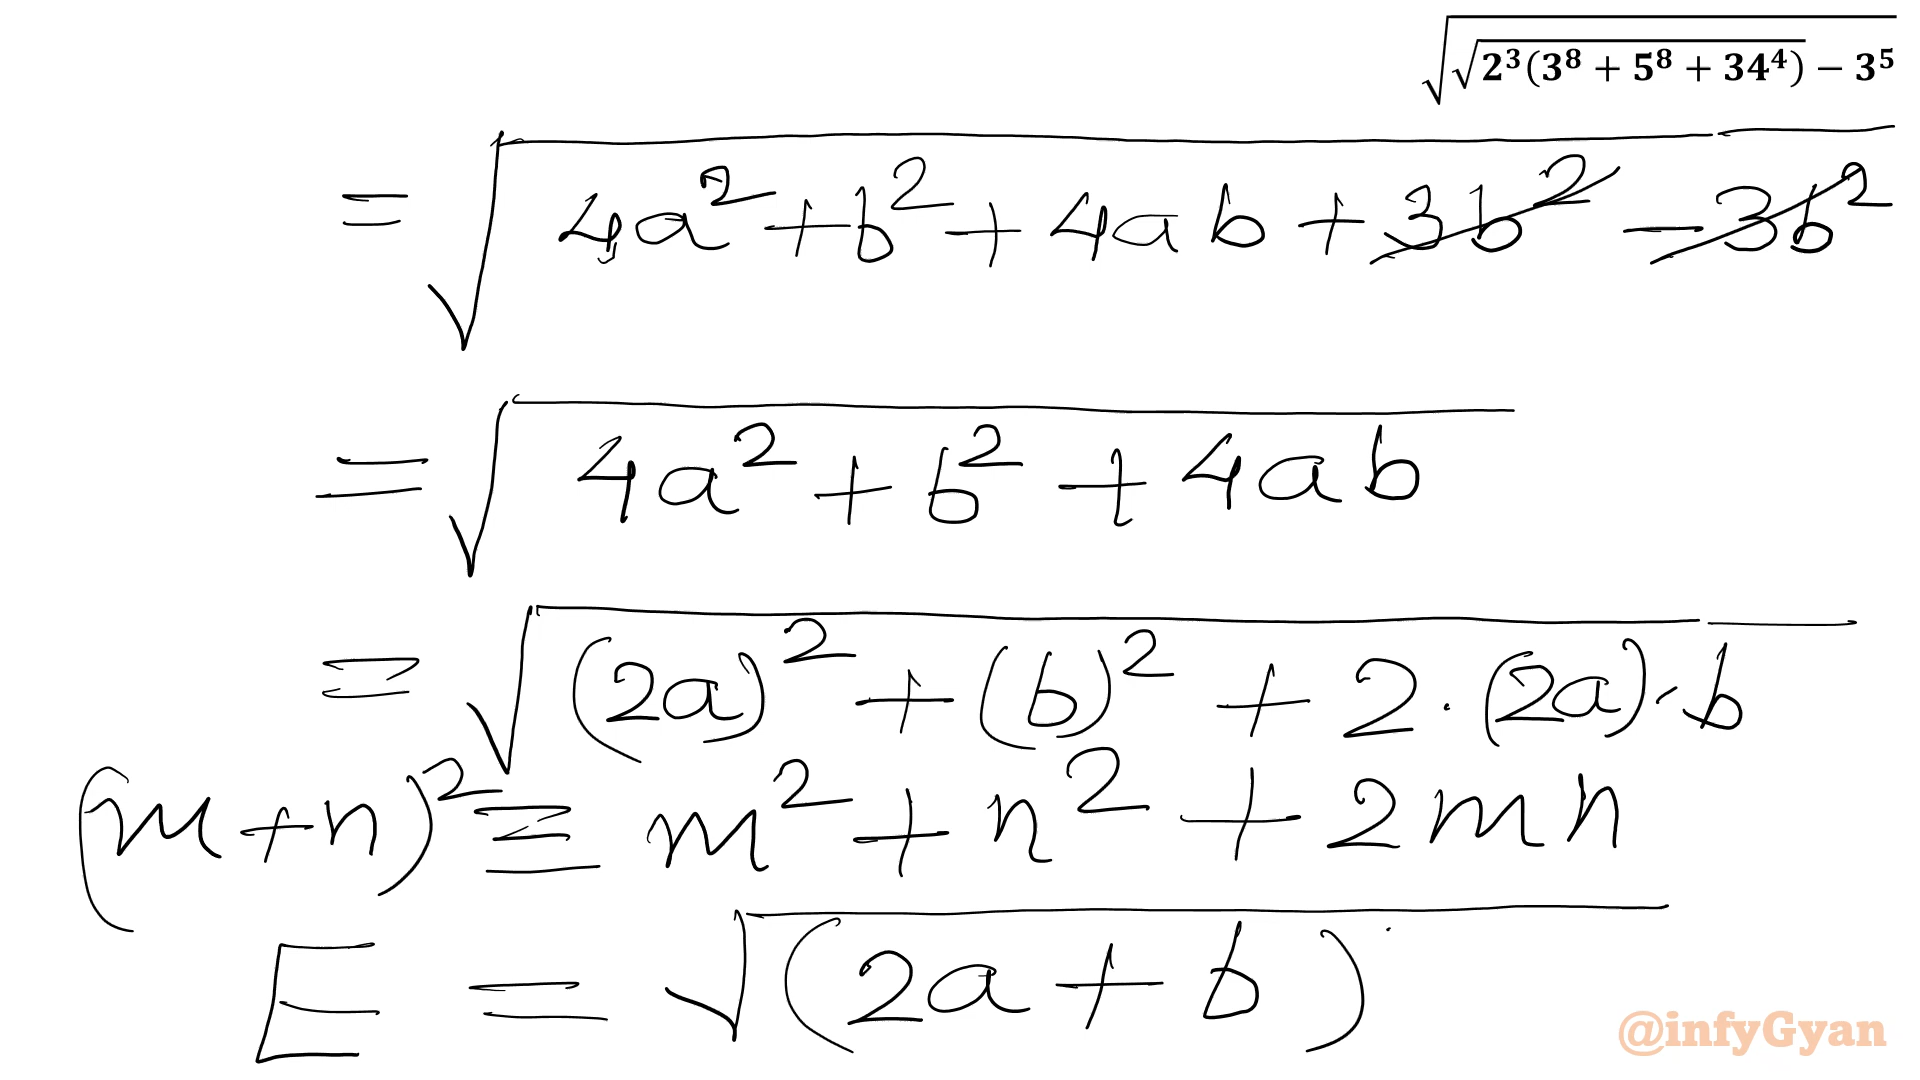 √(√(2³(3⁸ + 5⁸ + 34⁴)) − 3⁵)
= √(4a² + b² + 4ab + 3b² − 3b²)
= √(4a² + b² + 4ab)
= √((2a)² + (b)² + 2·(2a)·b)
(m+n)² ≡ m² + n² + 2mn
E = √(2a + b)
@infyGyan